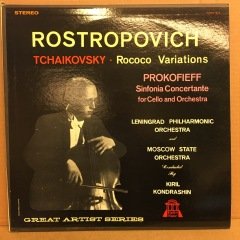 STEREO
ROSTROPOVICH
TCHAIKOVSKY · Rococo Variations
PROKOFIEFF
Sinfonia Concertante
for Cello and Orchestra
LENINGRAD PHILHARMONIC
ORCHESTRA
and
MOSCOW STATE
ORCHESTRA
Conducted
By
KIRIL
KONDRASHIN
GREAT ARTIST SERIES